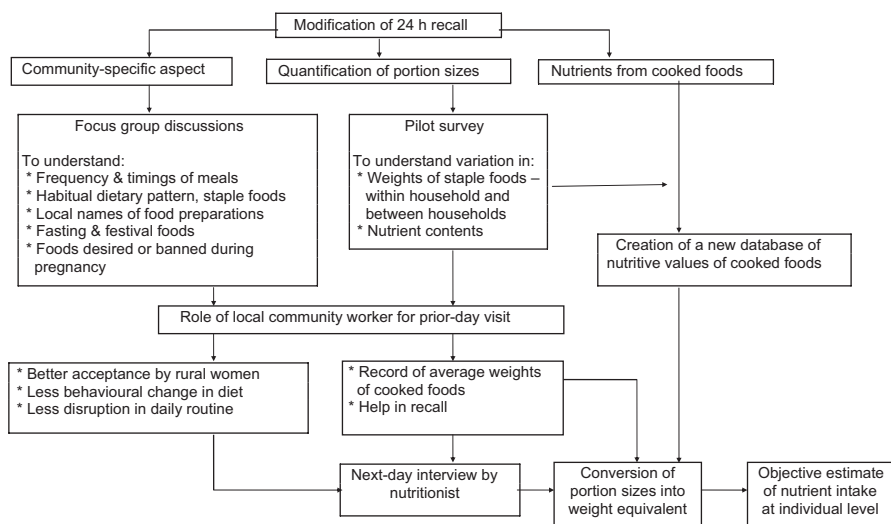 Modification of 24 h recall
Community-specific aspect
Quantification of portion sizes
Nutrients from cooked foods
Focus group discussions
To understand:
* Frequency & timings of meals
* Habitual dietary pattern, staple foods
* Local names of food preparations
* Fasting & festival foods
* Foods desired or banned during
pregnancy
Pilot survey
To understand variation in:
* Weights of staple foods –
within household and
between households
* Nutrient contents
Creation of a new database of
nutritive values of cooked foods
Role of local community worker for prior-day visit
* Better acceptance by rural women
* Less behavioural change in diet
* Less disruption in daily routine
* Record of average weights
of cooked foods
* Help in recall
Next-day interview by
nutritionist
Conversion of
portion sizes into
weight equivalent
Objective estimate
of nutrient intake
at individual level